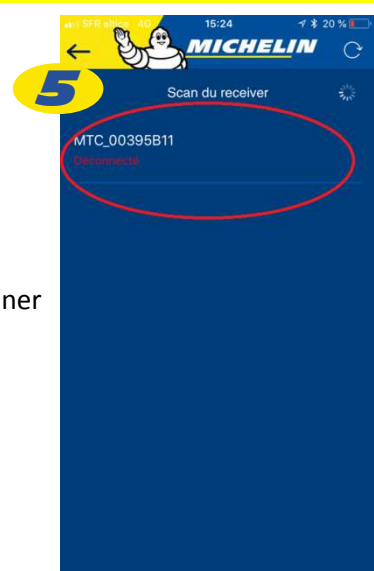 SFR altice 4G 15:24 20 %
MICHELIN
5
Scan du receiver
MTC_00395B11
Déconnecté
ner